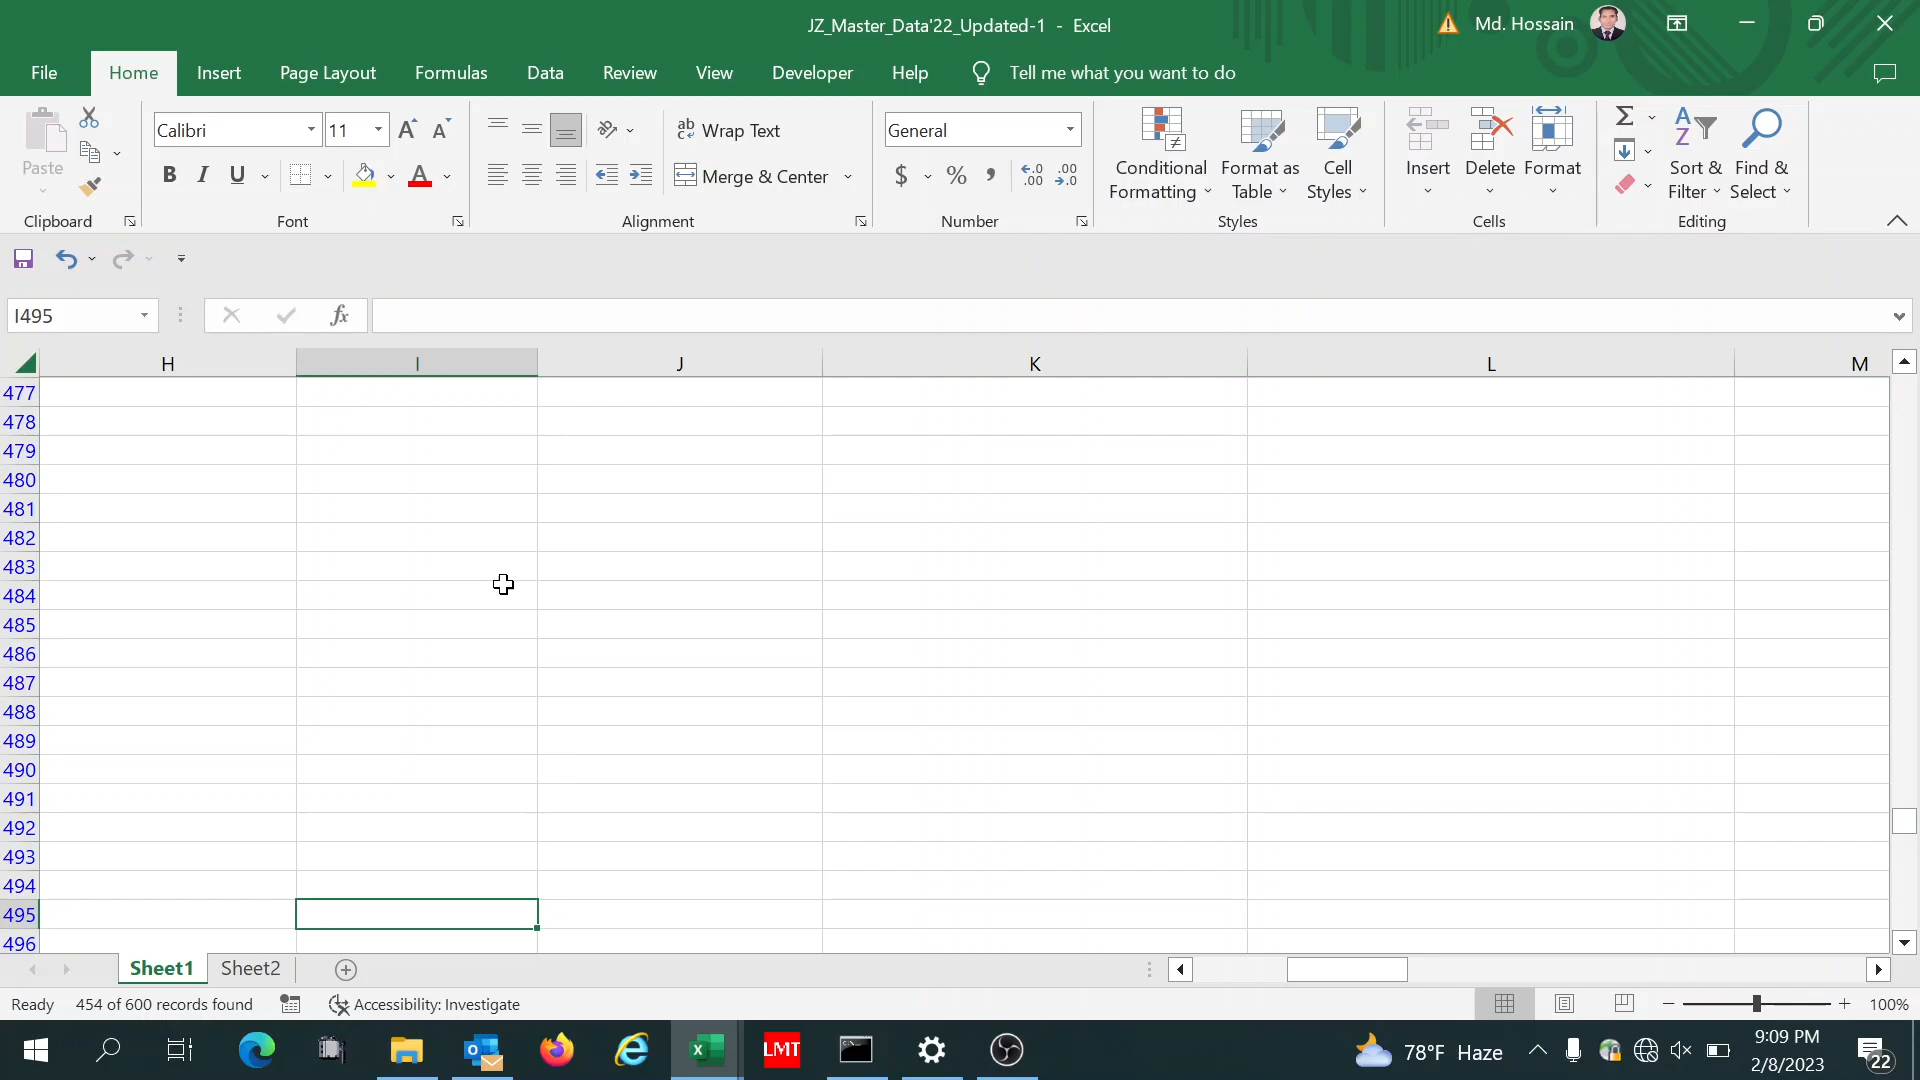 JZ_Master_Data'22_Updated-1 - Excel
Md. Hossain
File Home Insert Page Layout Formulas Data Review View Developer Help Tell me what you want to do
Paste
Clipboard
Calibri 11
B I U A
Font
Wrap Text
Merge & Center
Alignment
General
$ % ,
Number
Conditional Formatting
Format as Table
Cell Styles
Styles
Insert Delete Format
Cells
Sort & Filter
Find & Select
Editing
I495
fx
H I J K L M
477
478
479
480
481
482
483
484
485
486
487
488
489
490
491
492
493
494
495
496
Sheet1 Sheet2
Ready 454 of 600 records found Accessibility: Investigate 100%
LMT
78°F Haze
9:09 PM
2/8/2023
22